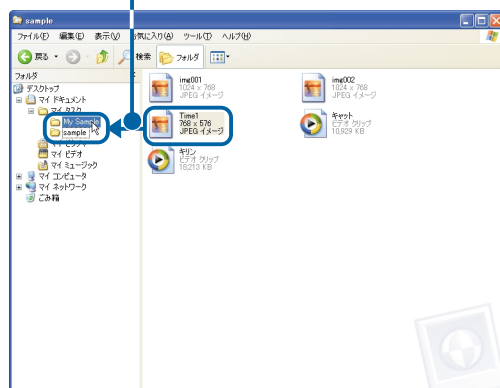 sample
ファイル(F) 編集(E) 表示(V) 気に入り(A) ツール(T) ヘルプ(H)
戻る 検索 フォルダ
フォルダ
デスクトップ
マイ ドキュメント
My Sample
sample
マイ ビデオ
マイ ミュージック
マイ コンピュータ
マイ ネットワーク
ごみ箱
img001
1024 x 768
JPEG イメージ
img002
1024 x 768
JPEG イメージ
Time1
768 x 576
JPEG イメージ
キャット
ビデオ クリップ
10,929 KB
キリン
ビデオ クリップ
18,213 KB